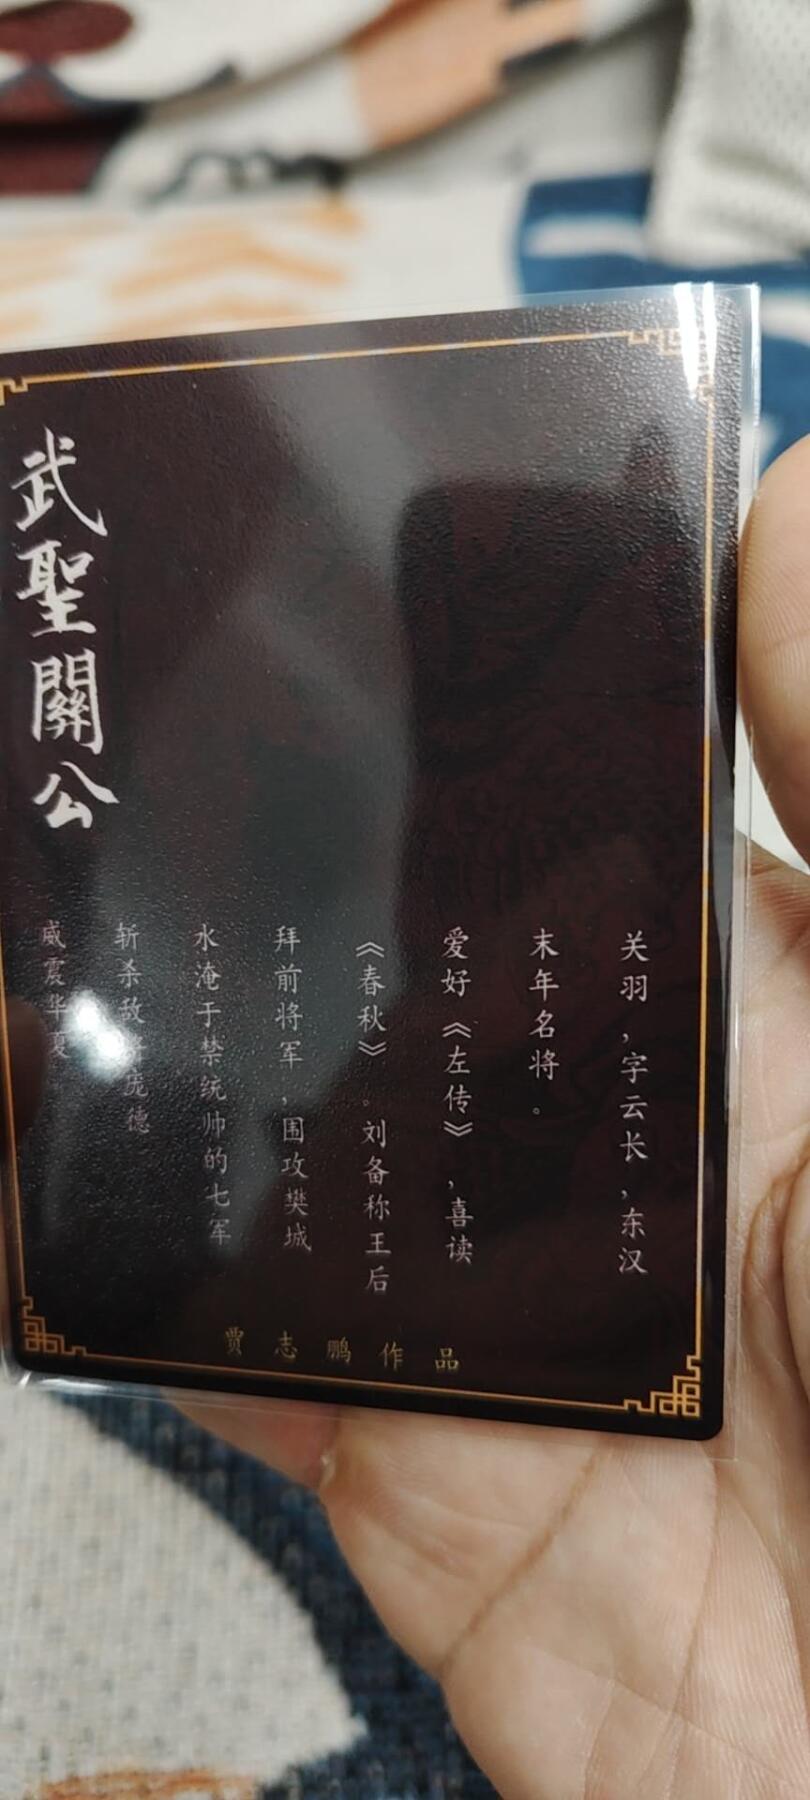 武聖關公
关羽，字云长，东汉
末年名将。
爱好《左传》，喜读
《春秋》。刘备称王后
拜前将军，围攻樊城
水淹于禁统帅的七军
斩杀敌将庞德
威震华夏
贾志鹏作品